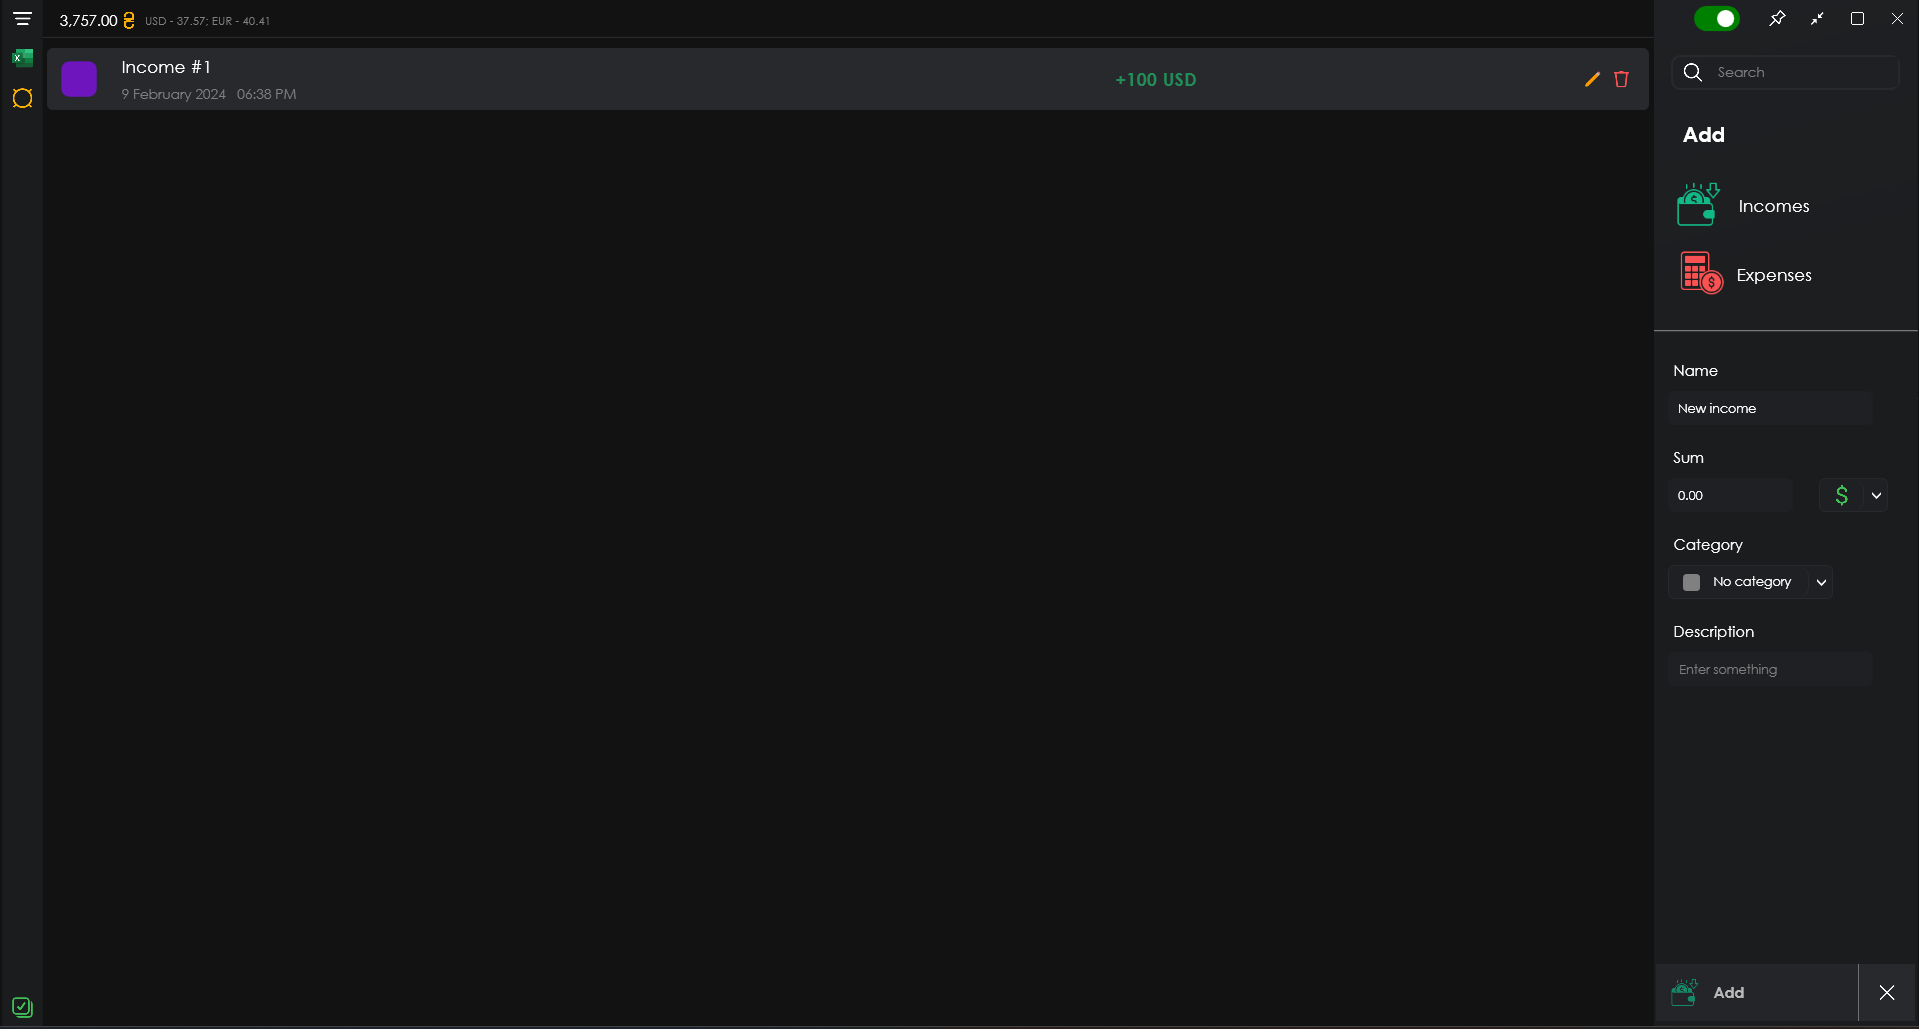 3,757.00 ₴ USD - 37.57; EUR - 40.41
Income #1
9 February 2024 06:38 PM
+100 USD
Search
Add
Incomes
Expenses
Name
New income
Sum
0.00 $
Category
No category
Description
Enter something
Add